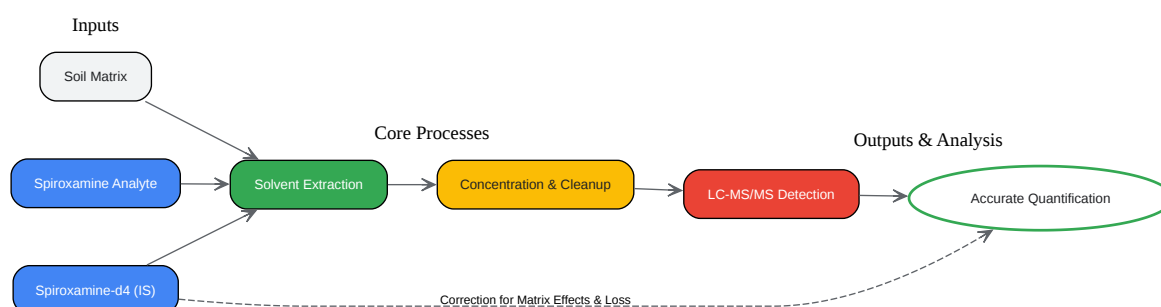 Inputs
Soil Matrix
Core Processes
Outputs & Analysis
Spiroxamine Analyte
Solvent Extraction
Concentration & Cleanup
LC-MS/MS Detection
Accurate Quantification
Spiroxamine-d4 (IS)
Correction for Matrix Effects & Loss